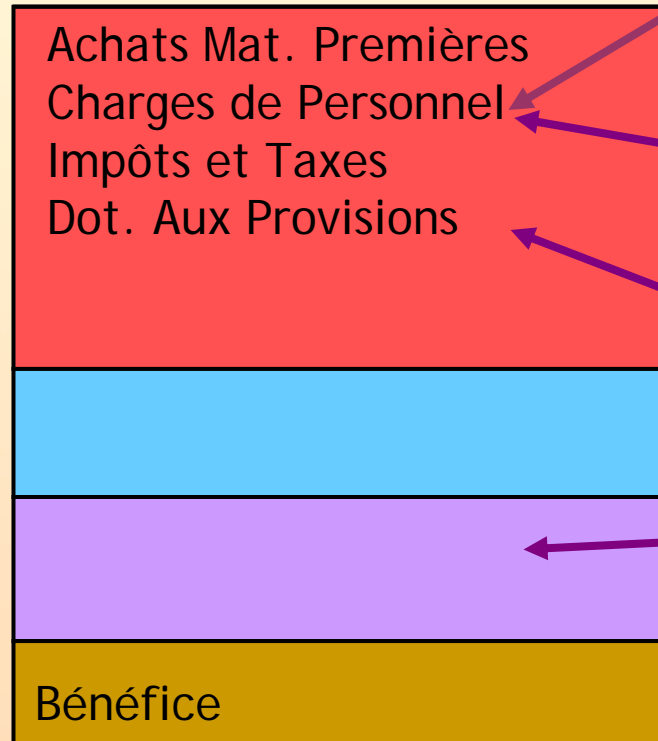 Achats Mat. Premières
Charges de Personnel
Impôts et Taxes
Dot. Aux Provisions
Bénéfice